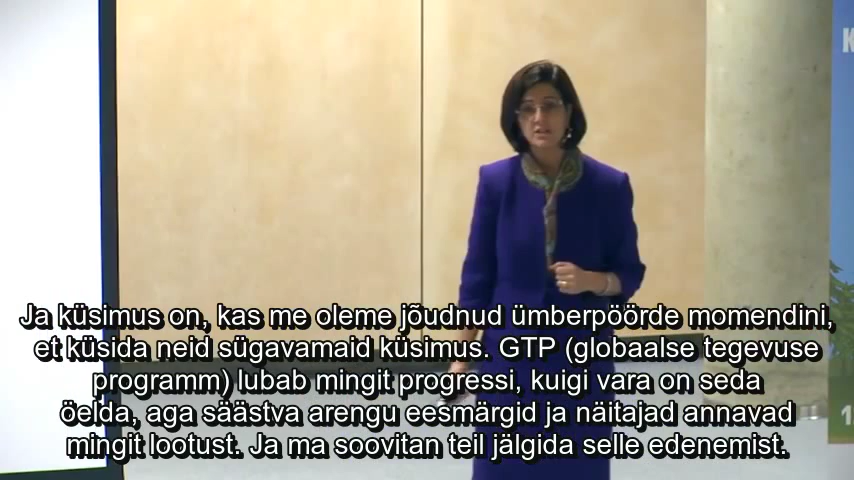 K
Ja küsimus on, kas me oleme jõudnud ümberpöörde momendini,
et küsida neid sügavamaid küsimus. GTP (globaalse tegevuse
programm) lubab mingit progressi, kuigi vara on seda
öelda, aga säästva arengu eesmärgid ja näitajad annavad
mingit lootust. Ja ma soovitan teil jälgida selle edenemist.
1